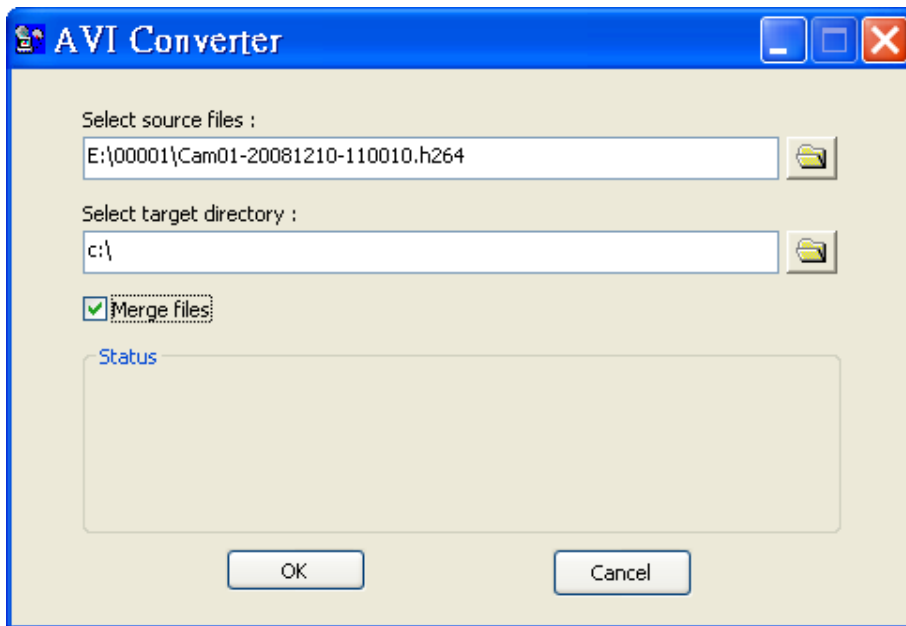 AVI Converter
Select source files :
E:\00001\Cam01-20081210-110010.h264
Select target directory :
c:\
Merge files
Status
OK
Cancel